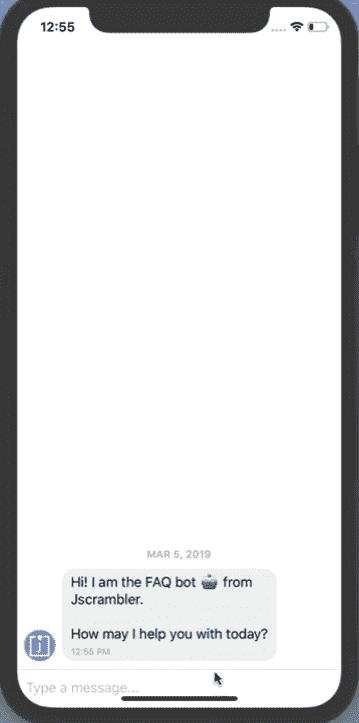 12:55
MAR 5, 2019
Hi! I am the FAQ bot 🤖 from
Jscrambler.
How may I help you with today?
12:55 PM
Type a message...